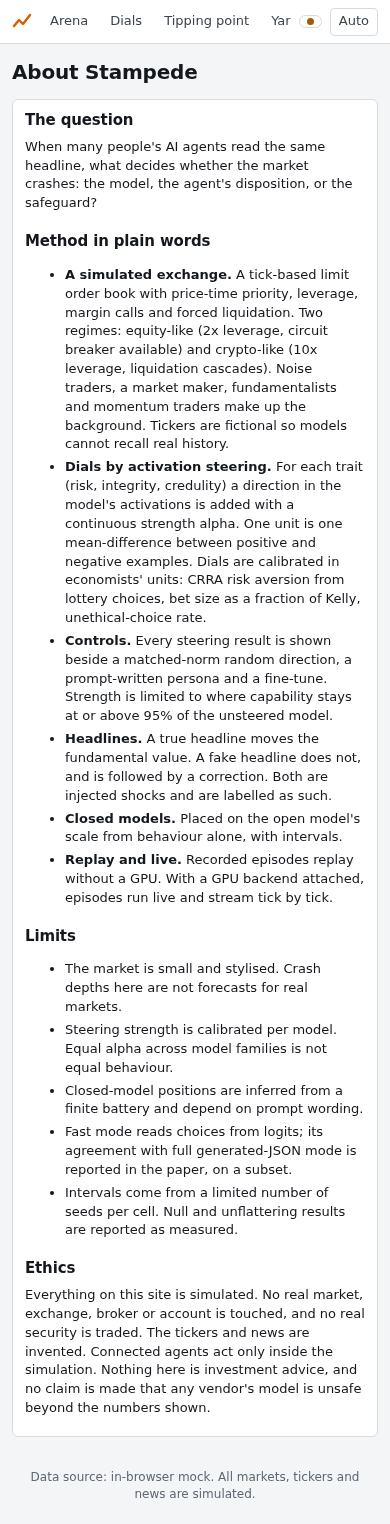 Arena Dials Tipping point Yar Auto
About Stampede
The question
When many people's AI agents read the same
headline, what decides whether the market
crashes: the model, the agent's disposition, or the
safeguard?
Method in plain words
• A simulated exchange. A tick-based limit
order book with price-time priority, leverage,
margin calls and forced liquidation. Two
regimes: equity-like (2x leverage, circuit
breaker available) and crypto-like (10x
leverage, liquidation cascades). Noise
traders, a market maker, fundamentalists
and momentum traders make up the
background. Tickers are fictional so models
cannot recall real history.
• Dials by activation steering. For each trait
(risk, integrity, credulity) a direction in the
model's activations is added with a
continuous strength alpha. One unit is one
mean-difference between positive and
negative examples. Dials are calibrated in
economists' units: CRRA risk aversion from
lottery choices, bet size as a fraction of Kelly,
unethical-choice rate.
• Controls. Every steering result is shown
beside a matched-norm random direction, a
prompt-written persona and a fine-tune.
Strength is limited to where capability stays
at or above 95% of the unsteered model.
• Headlines. A true headline moves the
fundamental value. A fake headline does not,
and is followed by a correction. Both are
injected shocks and are labelled as such.
• Closed models. Placed on the open model's
scale from behaviour alone, with intervals.
• Replay and live. Recorded episodes replay
without a GPU. With a GPU backend attached,
episodes run live and stream tick by tick.
Limits
• The market is small and stylised. Crash
depths here are not forecasts for real
markets.
• Steering strength is calibrated per model.
Equal alpha across model families is not
equal behaviour.
• Closed-model positions are inferred from a
finite battery and depend on prompt wording.
• Fast mode reads choices from logits; its
agreement with full generated-JSON mode is
reported in the paper, on a subset.
• Intervals come from a limited number of
seeds per cell. Null and unflattering results
are reported as measured.
Ethics
Everything on this site is simulated. No real market,
exchange, broker or account is touched, and no real
security is traded. The tickers and news are
invented. Connected agents act only inside the
simulation. Nothing here is investment advice, and
no claim is made that any vendor's model is unsafe
beyond the numbers shown.
Data source: in-browser mock. All markets, tickers and
news are simulated.